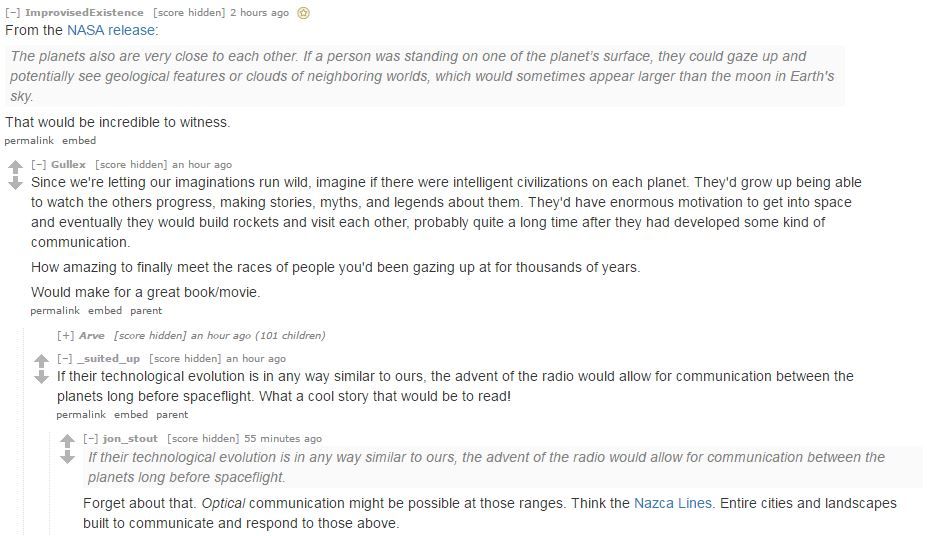 [–] ImprovisedExistence [score hidden] 2 hours ago
From the NASA release:
The planets also are very close to each other. If a person was standing on one of the planet's surface, they could gaze up and
potentially see geological features or clouds of neighboring worlds, which would sometimes appear larger than the moon in Earth's
sky.
That would be incredible to witness.
permalink embed
[–] Gullex [score hidden] an hour ago
Since we're letting our imaginations run wild, imagine if there were intelligent civilizations on each planet. They'd grow up being able
to watch the others progress, making stories, myths, and legends about them. They'd have enormous motivation to get into space
and eventually they would build rockets and visit each other, probably quite a long time after they had developed some kind of
communication.
How amazing to finally meet the races of people you'd been gazing up at for thousands of years.
Would make for a great book/movie.
permalink embed parent
[+] Arve [score hidden] an hour ago (101 children)
[–] _suited_up [score hidden] an hour ago
If their technological evolution is in any way similar to ours, the advent of the radio would allow for communication between the
planets long before spaceflight. What a cool story that would be to read!
permalink embed parent
[–] jon_stout [score hidden] 55 minutes ago
If their technological evolution is in any way similar to ours, the advent of the radio would allow for communication between the
planets long before spaceflight.
Forget about that. Optical communication might be possible at those ranges. Think the Nazca Lines. Entire cities and landscapes
built to communicate and respond to those above.